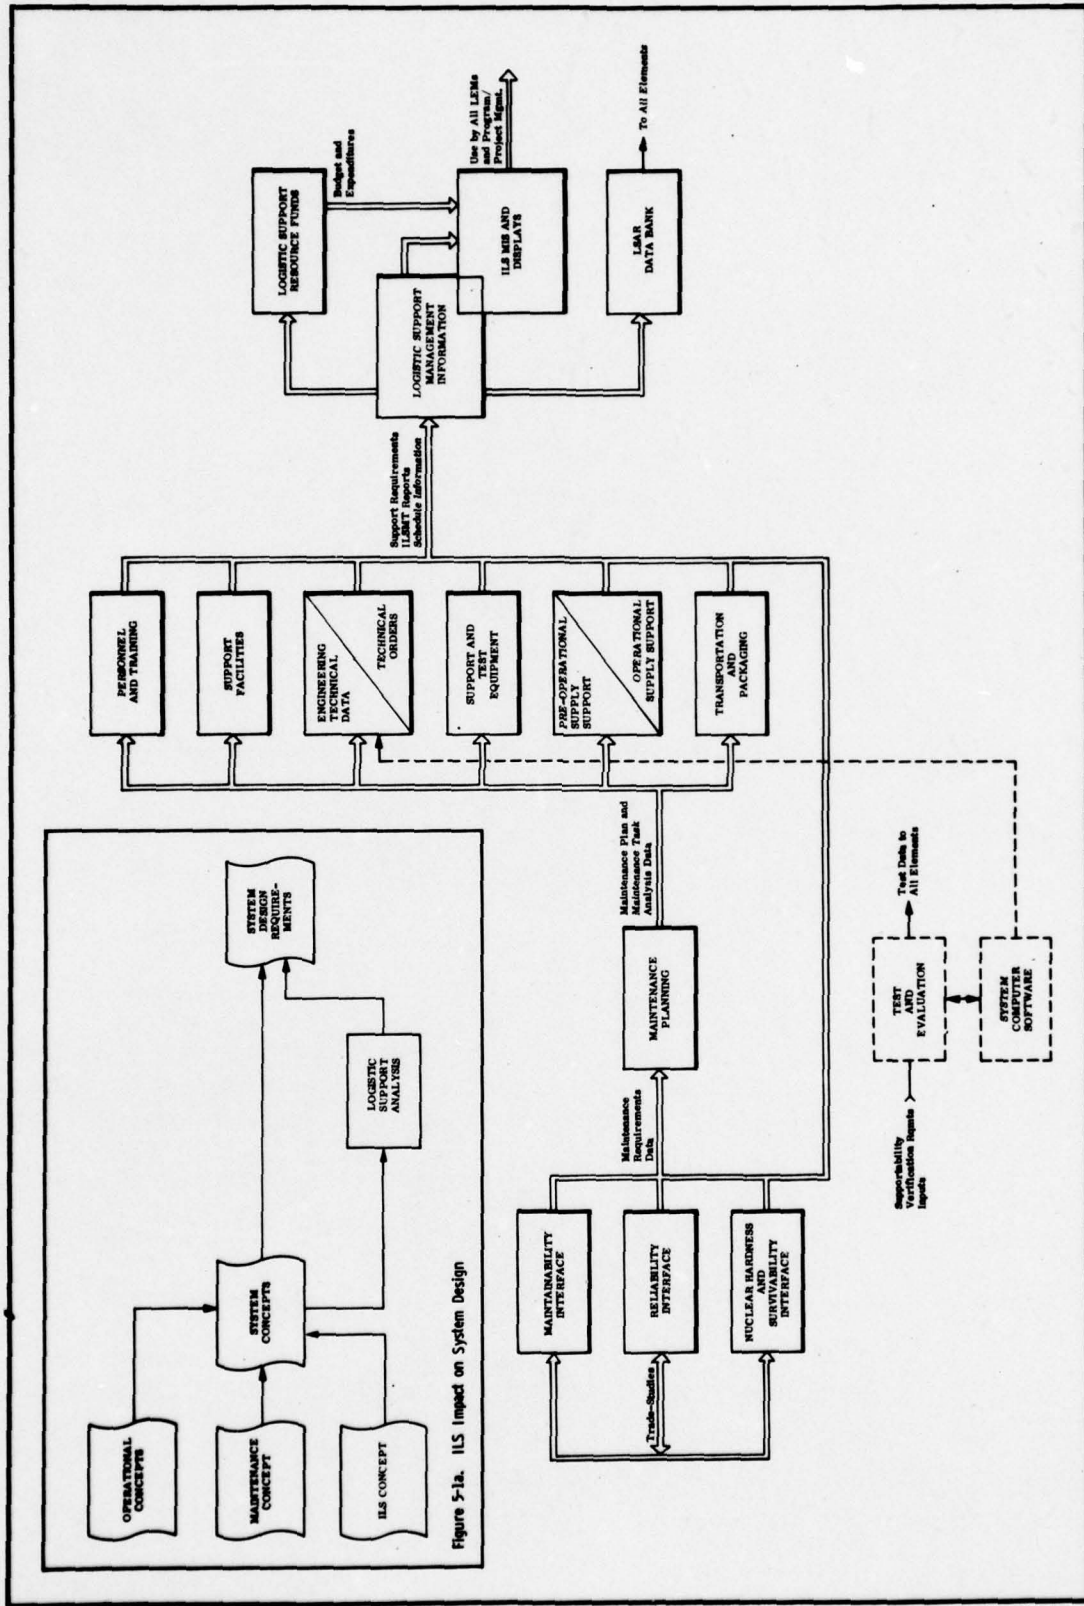 OPERATIONAL
CONCEPTS
MAINTENANCE
CONCEPT
ILS CONCEPT
SYSTEM
CONCEPTS
LOGISTIC
SUPPORT
ANALYSIS
SYSTEM
DESIGN
REQUIRE-
MENTS
Figure 5-1a. ILS Impact on System Design
Trade-Studies
MAINTAINABILITY
INTERFACE
RELIABILITY
INTERFACE
NUCLEAR HARDNESS
AND
SURVIVABILITY
INTERFACE
Maintenance
Requirements
Data
MAINTENANCE
PLANNING
Maintenance Plan and
Maintenance Task
Analysis Data
PERSONNEL
AND TRAINING
SUPPORT
FACILITIES
ENGINEERING
TECHNICAL
DATA
TECHNICAL
ORDERS
SUPPORT AND
TEST
EQUIPMENT
PRE-OPERATIONAL
SUPPLY
SUPPORT
OPERATIONAL
SUPPLY SUPPORT
TRANSPORTATION
AND
PACKAGING
Supportability
Verification Rqmts
Inputs
TEST
AND
EVALUATION
Test Data to
All Elements
SYSTEM
COMPUTER
SOFTWARE
Support Requirements
ILSMT Reports
Schedule Information
LOGISTIC SUPPORT
MANAGEMENT
INFORMATION
LOGISTIC SUPPORT
RESOURCE FUNDS
Budget and
Expenditures
ILS MIS AND
DISPLAYS
Use by All LEMs
and Program/
Project Mgmt.
LSAR
DATA BANK
To All Elements